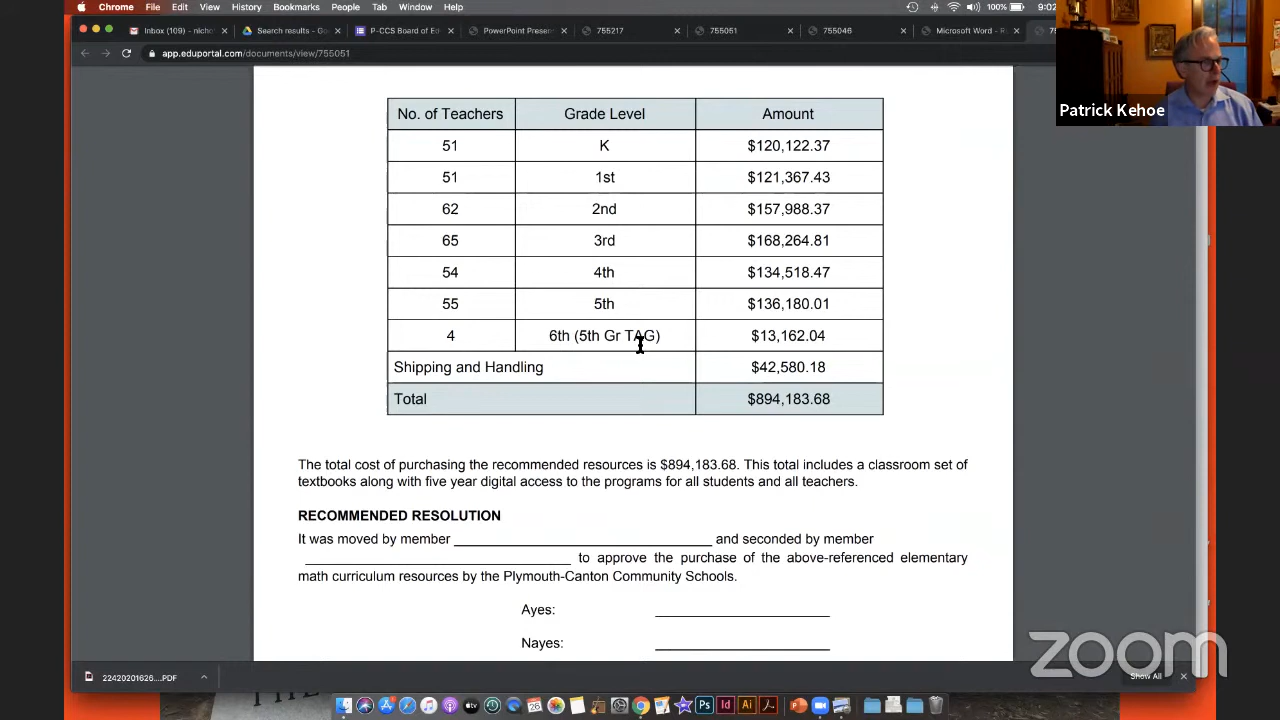 Chrome File Edit View History Bookmarks People Tab Window Help 100% 9:02
Inbox (109) - nicho Search results - Go P-CCS Board of Ed PowerPoint Presen 755217 755051 755046 Microsoft Word - R
app.eduportal.com/documents/view/755051
Patrick Kehoe
No. of Teachers Grade Level Amount
51 K $120,122.37
51 1st $121,367.43
62 2nd $157,988.37
65 3rd $168,264.81
54 4th $134,518.47
55 5th $136,180.01
4 6th (5th Gr TAG) $13,162.04
Shipping and Handling $42,580.18
Total $894,183.68
The total cost of purchasing the recommended resources is $894,183.68. This total includes a classroom set of
textbooks along with five year digital access to the programs for all students and all teachers.
RECOMMENDED RESOLUTION
It was moved by member and seconded by member
to approve the purchase of the above-referenced elementary
math curriculum resources by the Plymouth-Canton Community Schools.
Ayes:
Nayes:
zoom
22420201626....PDF Show All